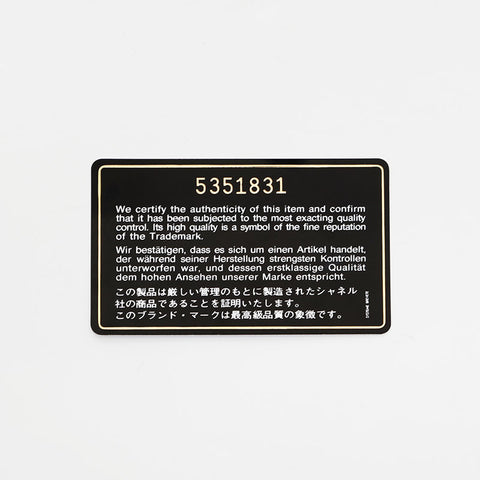 5351831
We certify the authenticity of this item and confirm
that it has been subjected to the most exacting quality
control. Its high quality is a symbol of the fine reputation
of the Trademark.
Wir bestätigen, dass es sich um einen Artikel handelt,
der während seiner Herstellung strengsten Kontrollen
unterworfen war, und dessen erstklassige Qualität
dem hohen Ansehen unserer Marke entspricht.
この製品は厳しい管理のもとに製造されたシャネル
社の商品であることを証明いたします。
このブランド・マークは最高級品質の象徴です。